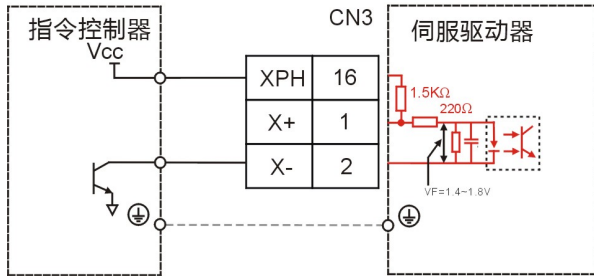 CN3
指令控制器
Vcc
伺服驱动器
XPH 16
1.5KΩ
220Ω
X+ 1
X- 2
VF=1.4~1.8V